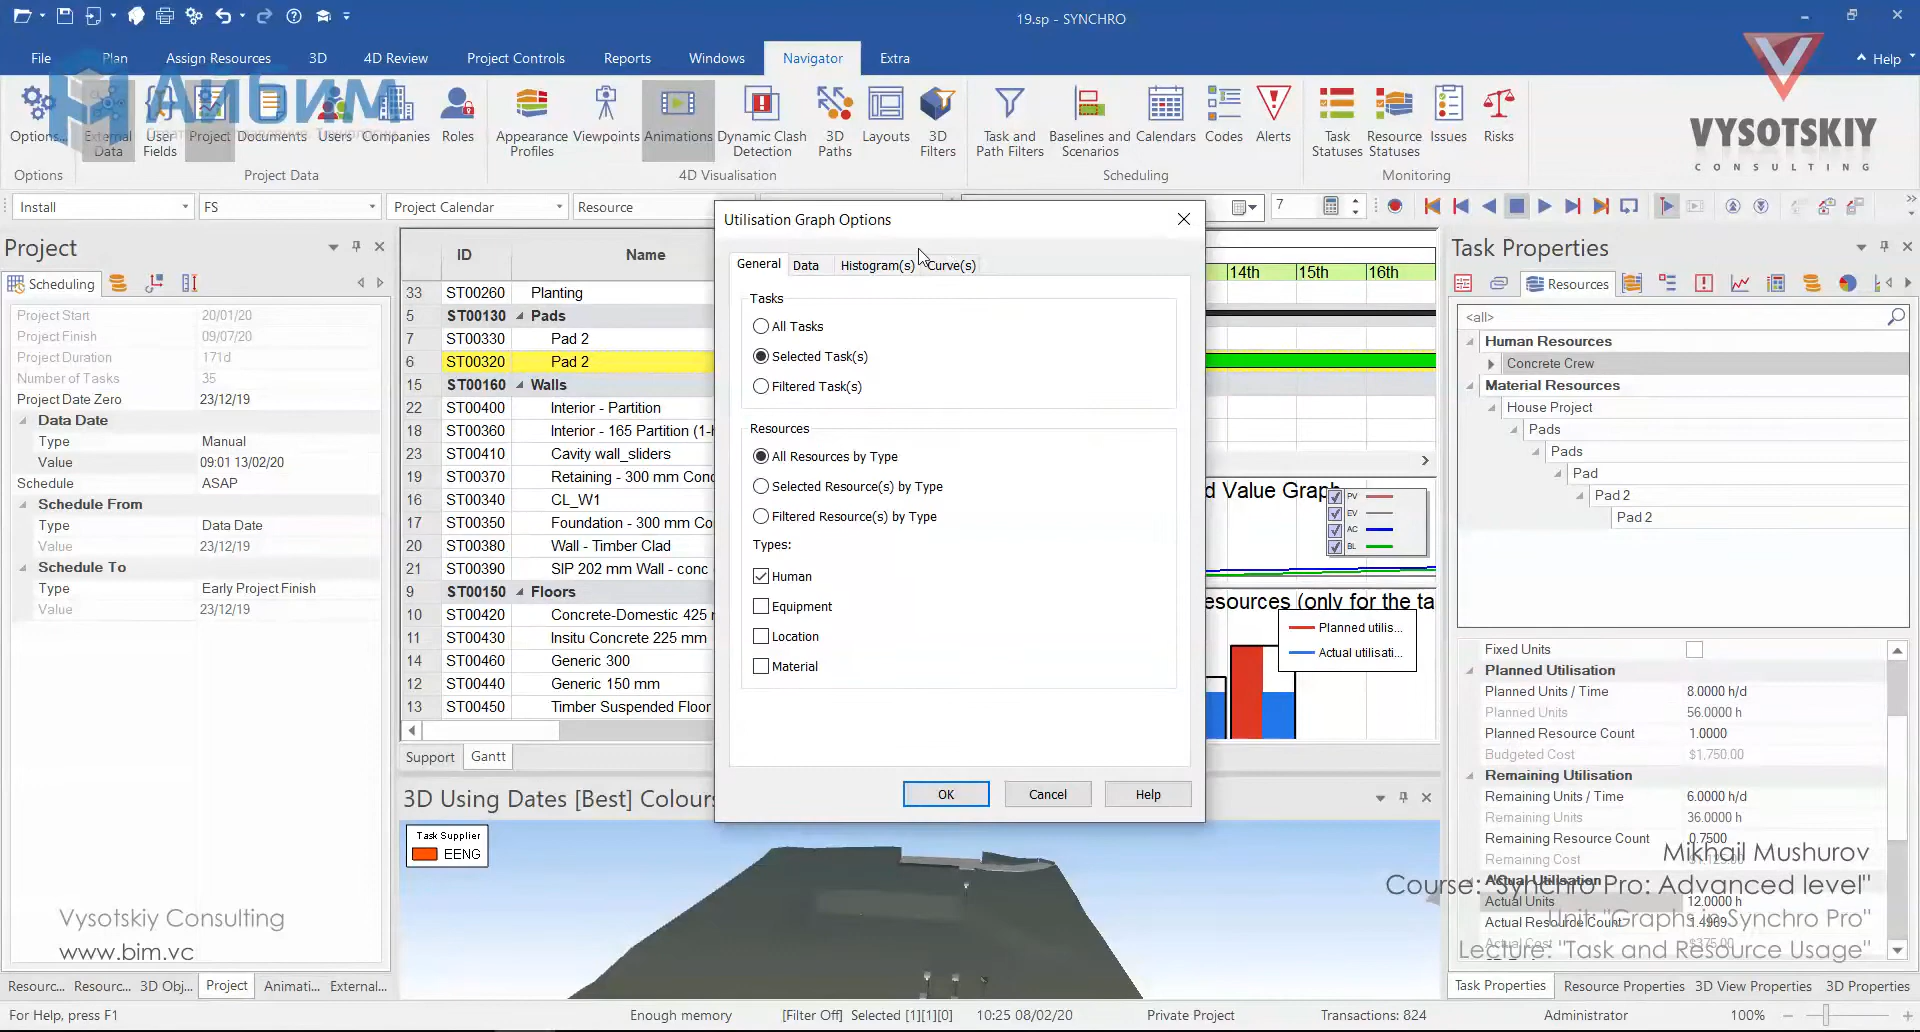 19.sp - SYNCHRO
File Plan Assign Resources 3D 4D Review Project Controls Reports Windows Navigator Extra Help
Айбим
Options...
External Data
User Fields
Project
Documents
Users
Companies
Roles
Appearance Profiles
Viewpoints
Animations
Dynamic Clash Detection
3D Paths
Layouts
3D Filters
Task and Path Filters
Baselines and Scenarios
Calendars
Codes
Alerts
Task Statuses
Resource Statuses
Issues
Risks
Options
Project Data
4D Visualisation
Scheduling
Monitoring
VYSOTSKIY
CONSULTING
Install FS Project Calendar Resource 7
Project
Scheduling
Project Start 20/01/20
Project Finish 09/07/20
Project Duration 171d
Number of Tasks 35
Project Date Zero 23/12/19
Data Date
Type Manual
Value 09:01 13/02/20
Schedule ASAP
Schedule From
Type Data Date
Value 23/12/19
Schedule To
Type Early Project Finish
Value 23/12/19
Vysotskiy Consulting
www.bim.vc
Resourc... Resourc... 3D Obj... Project Animati... External...
ID Name
33 ST00260 Planting
5 ST00130 Pads
7 ST00330 Pad 2
6 ST00320 Pad 2
15 ST00160 Walls
22 ST00400 Interior - Partition
18 ST00360 Interior - 165 Partition (1-h
23 ST00410 Cavity wall_sliders
19 ST00370 Retaining - 300 mm Conc
16 ST00340 CL_W1
17 ST00350 Foundation - 300 mm Co
20 ST00380 Wall - Timber Clad
21 ST00390 SIP 202 mm Wall - conc
9 ST00150 Floors
10 ST00420 Concrete-Domestic 425 m
11 ST00430 Insitu Concrete 225 mm
14 ST00460 Generic 300
12 ST00440 Generic 150 mm
13 ST00450 Timber Suspended Floor
Support Gantt
3D Using Dates [Best] Colours
Task Supplier
EENG
Utilisation Graph Options
General Data Histogram(s) Curve(s)
Tasks
All Tasks
Selected Task(s)
Filtered Task(s)
Resources
All Resources by Type
Selected Resource(s) by Type
Filtered Resource(s) by Type
Types:
Human
Equipment
Location
Material
OK Cancel Help
14th 15th 16th
d Value Graph
PV
EV
AC
BL
esources (only for the ta
Planned utilis...
Actual utilisati...
Task Properties
Resources
<all>
Human Resources
Concrete Crew
Material Resources
House Project
Pads
Pads
Pad
Pad 2
Pad 2
Fixed Units
Planned Utilisation
Planned Units / Time 8.0000 h/d
Planned Units 56.0000 h
Planned Resource Count 1.0000
Budgeted Cost $1,750.00
Remaining Utilisation
Remaining Units / Time 6.0000 h/d
Remaining Units 36.0000 h
Remaining Resource Count 0.7500
Remaining Cost $1,125.00
Actual Utilisation
Actual Units 12.0000 h
Actual Resource Count 1.4969
Actual Cost $375.00
Mikhail Mushurov
Course: "Synchro Pro: Advanced level"
Unit: "Graphs in Synchro Pro"
Lecture: "Task and Resource Usage"
Task Properties Resource Properties 3D View Properties 3D Properties
For Help, press F1 Enough memory [Filter Off] Selected [1][1][0] 10:25 08/02/20 Private Project Transactions: 824 Administrator 100%